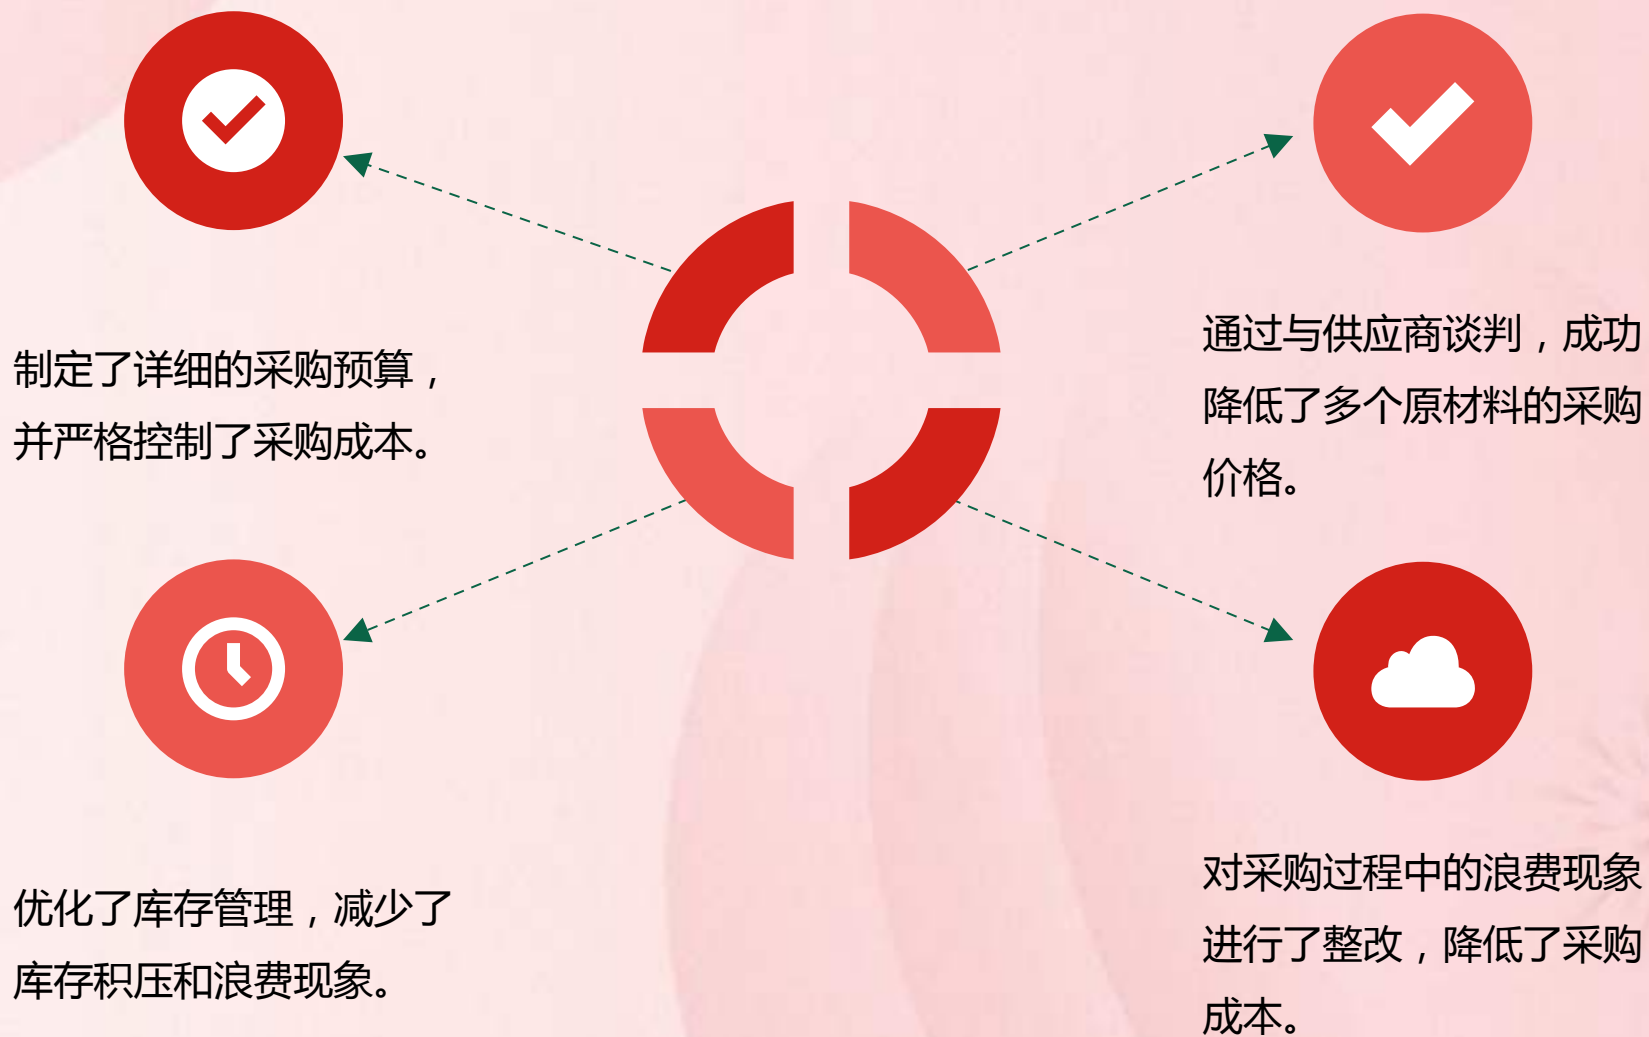 制定了详细的采购预算，
并严格控制了采购成本。
通过与供应商谈判，成功
降低了多个原材料的采购
价格。
优化了库存管理，减少了
库存积压和浪费现象。
对采购过程中的浪费现象
进行了整改，降低了采购
成本。